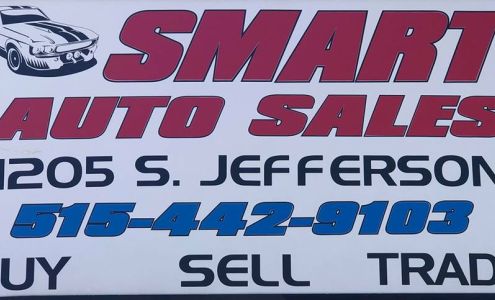 SMART
AUTO SALES
1205 S. JEFFERSON
515-442-9103
UY SELL TRAD